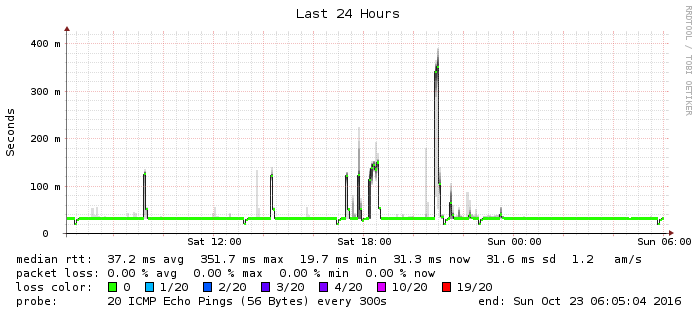 Last 24 Hours
RRDTOOL / TOBI OETIKER
Seconds
400 m
300 m
200 m
100 m
0
Sat 12:00 Sat 18:00 Sun 00:00 Sun 06:00
median rtt: 37.2 ms avg 351.7 ms max 19.7 ms min 31.3 ms now 31.6 ms sd 1.2 am/s
packet loss: 0.00 % avg 0.00 % max 0.00 % min 0.00 % now
loss color: 0 1/20 2/20 3/20 4/20 10/20 19/20
probe: 20 ICMP Echo Pings (56 Bytes) every 300s end: Sun Oct 23 06:05:04 2016